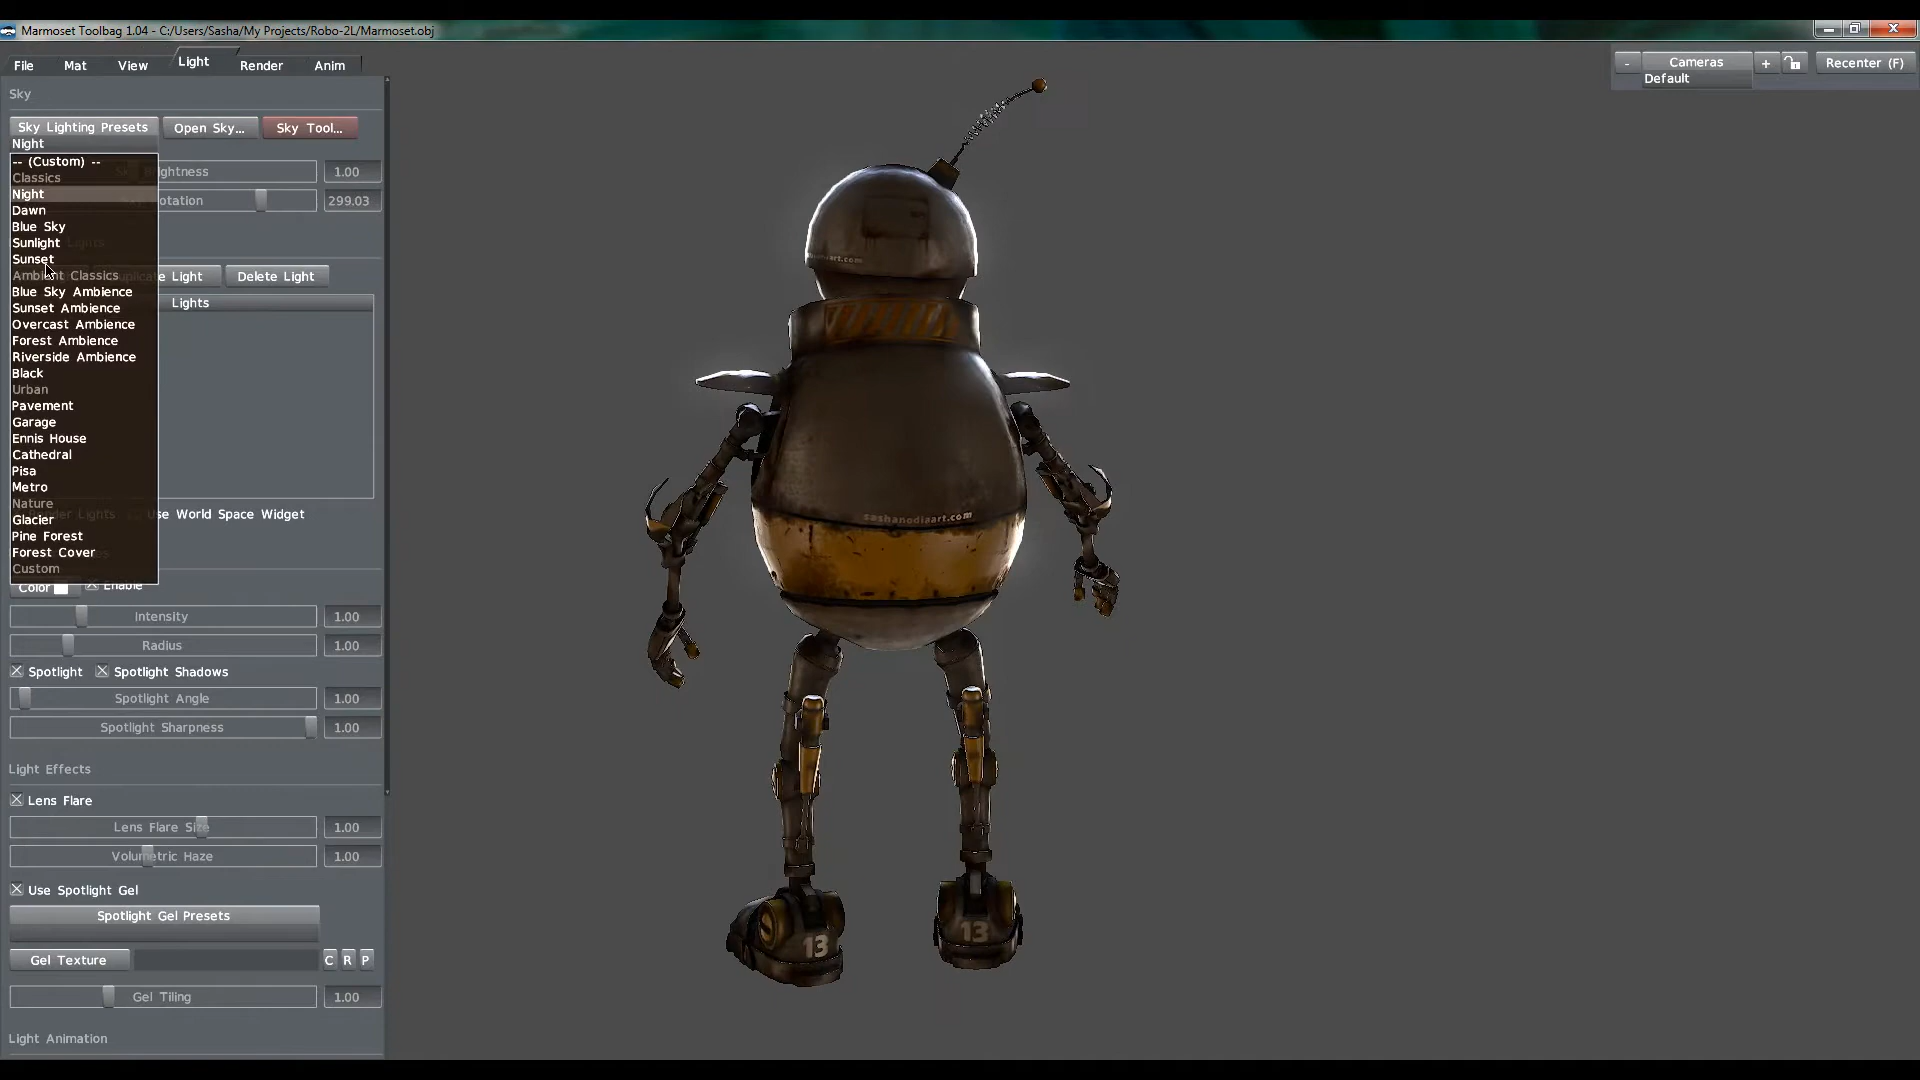 Marmoset Toolbag 1.04 - C:/Users/Sasha/My Projects/Robo-2L/Marmoset.obj
File Mat View Light Render Anim
- Cameras + Recenter (F)
Default
Sky
Sky Lighting Presets Open Sky... Sky Tool...
Night
-- (Custom) --
Classics
Night
Dawn
Blue Sky
Sunlight
Sunset
Ambient Classics
Blue Sky Ambience
Sunset Ambience
Overcast Ambience
Forest Ambience
Riverside Ambience
Black
Urban
Pavement
Garage
Ennis House
Cathedral
Pisa
Metro
Nature
Glacier
Pine Forest
Forest Cover
Custom
1.00
299.03
Light Delete Light
Lights
Use World Space Widget
Color Enable
Intensity 1.00
Radius 1.00
Spotlight Spotlight Shadows
Spotlight Angle 1.00
Spotlight Sharpness 1.00
Light Effects
Lens Flare
Lens Flare Size 1.00
Volumetric Haze 1.00
Use Spotlight Gel
Spotlight Gel Presets
Gel Texture C R P
Gel Tiling 1.00
Light Animation
sashanodiaart.com
13
13